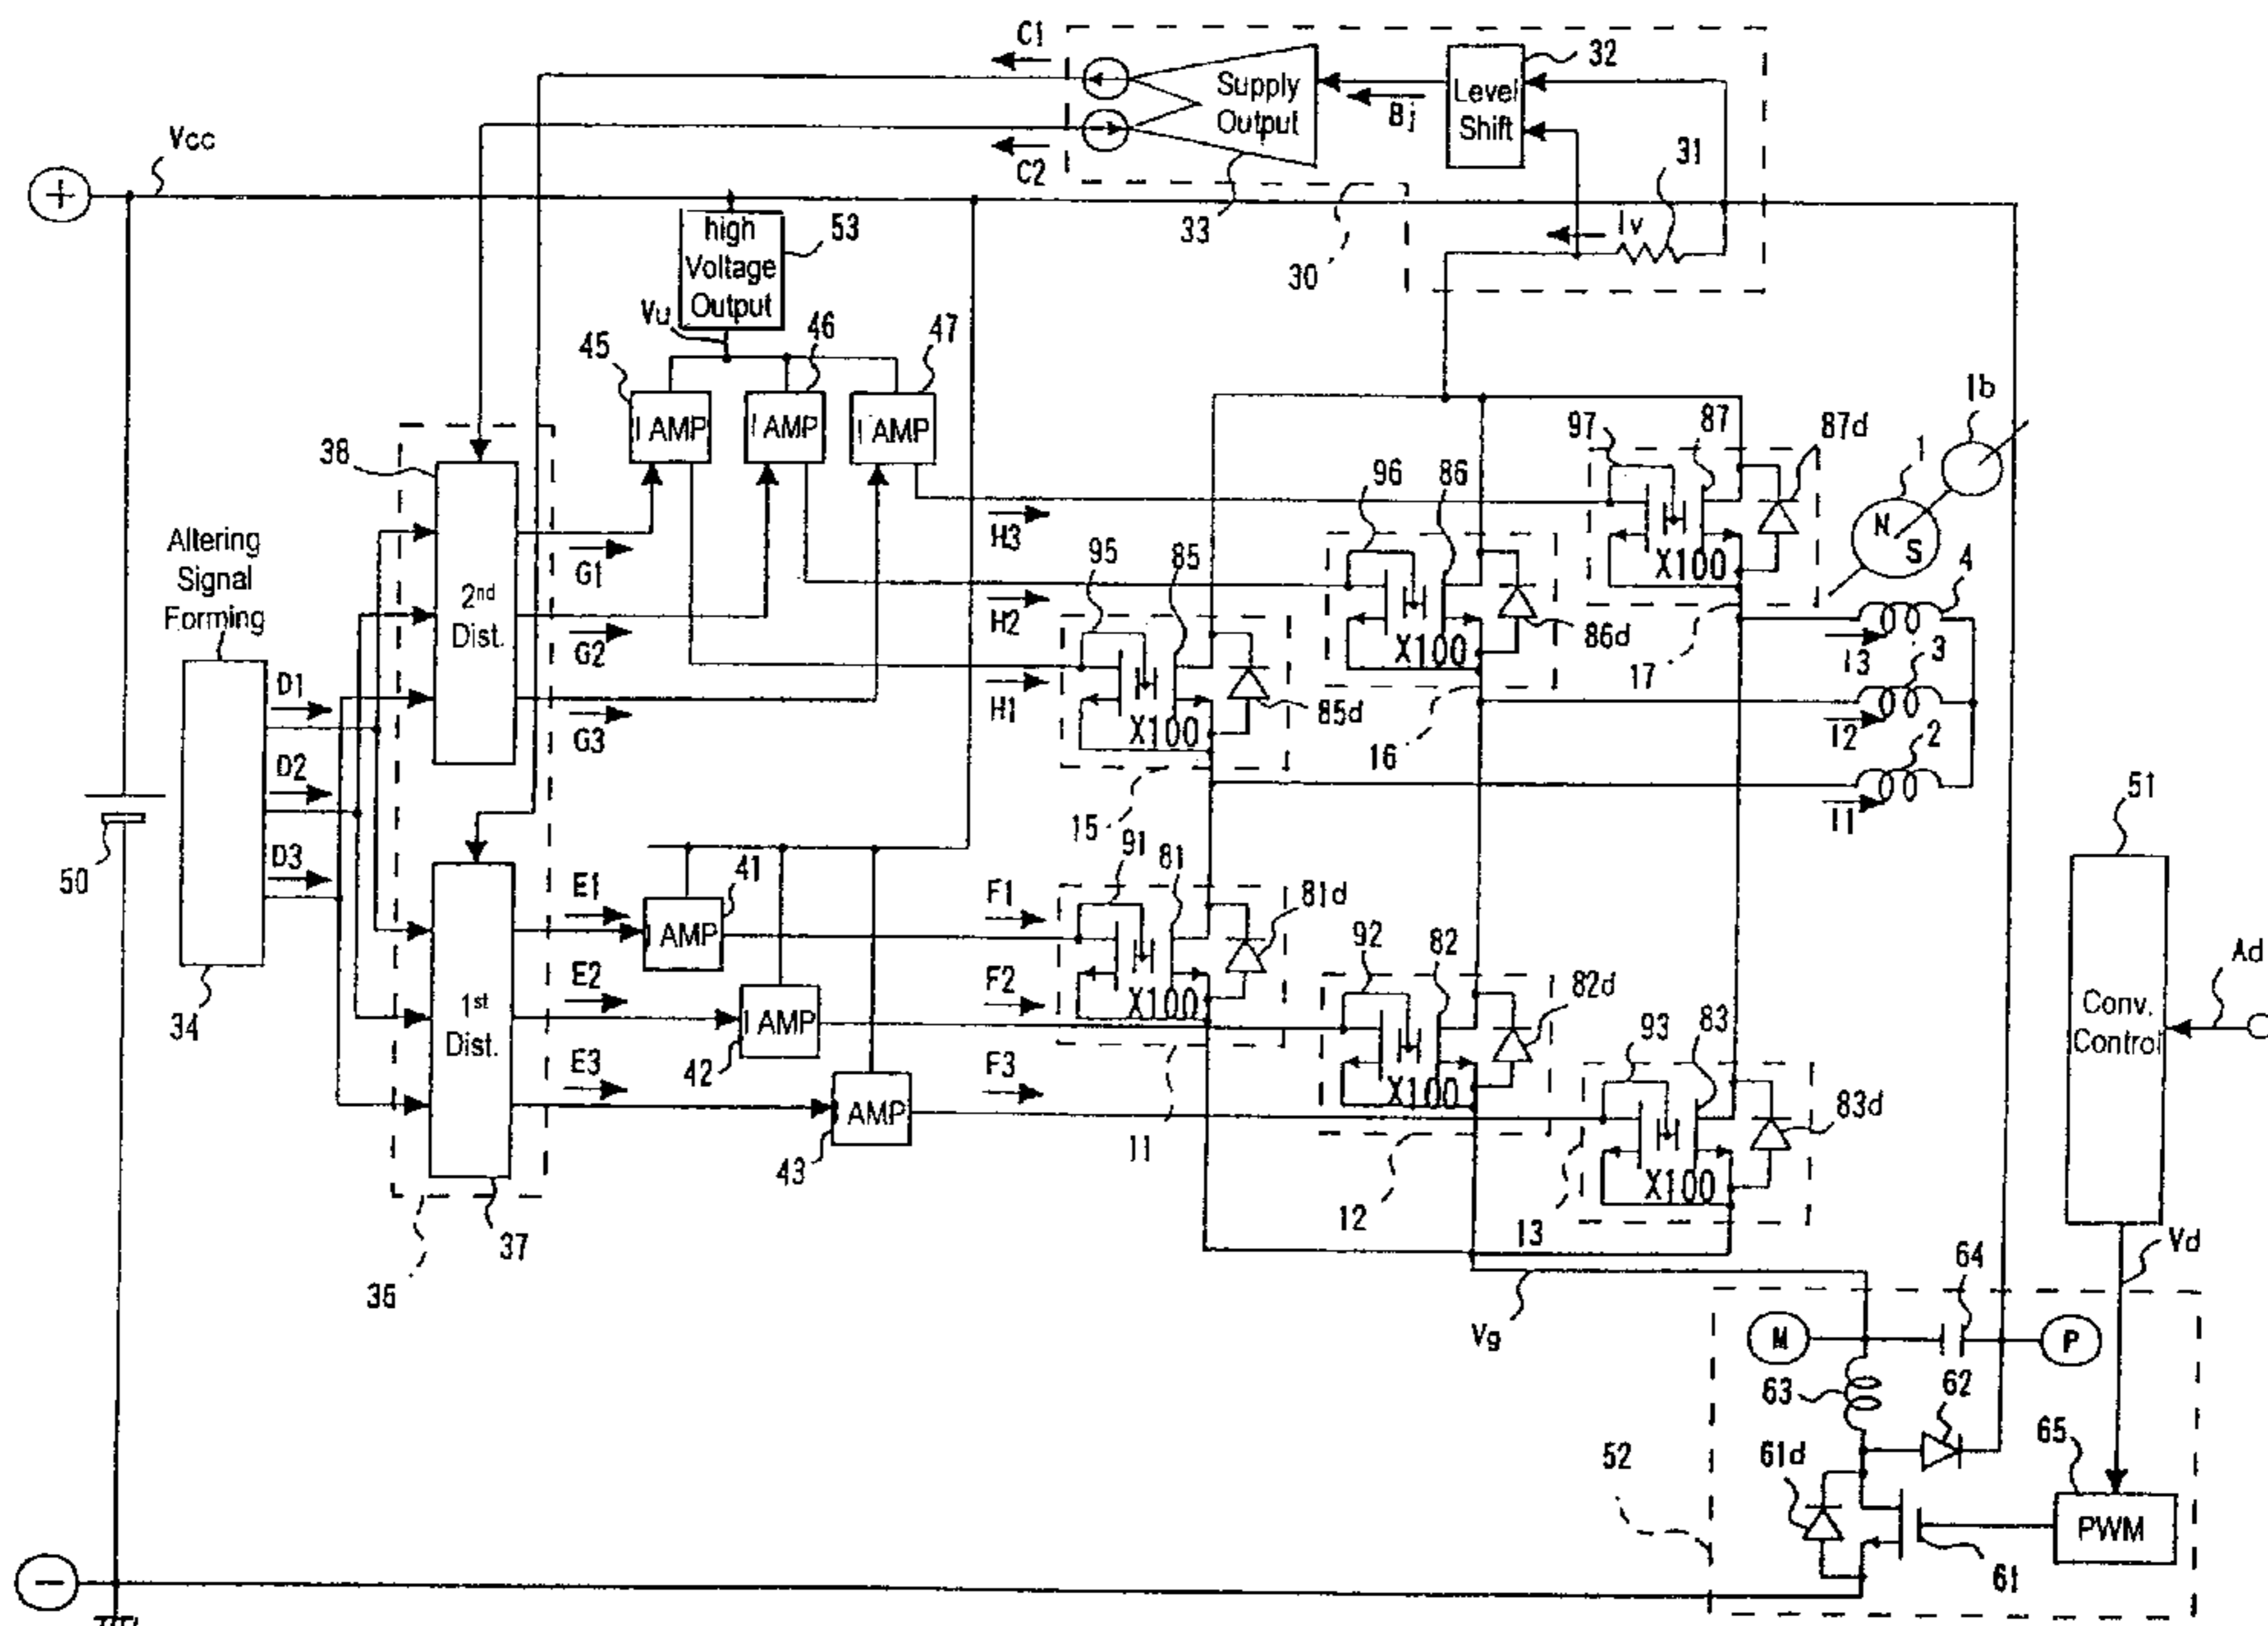 C1
32
Supply
Output
Level
Shift
Bj
31
Vcc
+
C2
33
30
Iv
high
Voltage
Output
53
Vu
45
46
47
I AMP
I AMP
I AMP
38
97
87
87d
1b
1
96
86
N
S
Altering
Signal
Forming
2nd
Dist.
G1
G2
G3
H3
H2
H1
95
85
X100
86d
X100
4
17
I3
3
D1
X100
85d
16
I2
2
D2
15
I1
51
50
D3
91
81
41
E1
I AMP
F1
81d
92
82
Ad
34
E2
1st
Dist.
I AMP
42
F2
X100
82d
93
83
Conv.
Control
E3
F3
X100
AMP
43
11
83d
X100
12
13
37
36
Vd
64
Vg
M
P
63
62
65
52
61d
PWM
61
−